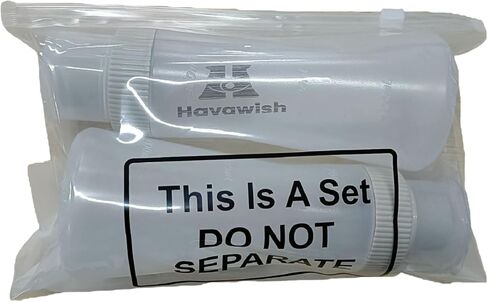 Havawish
This Is A Set
DO NOT
SEPARATE